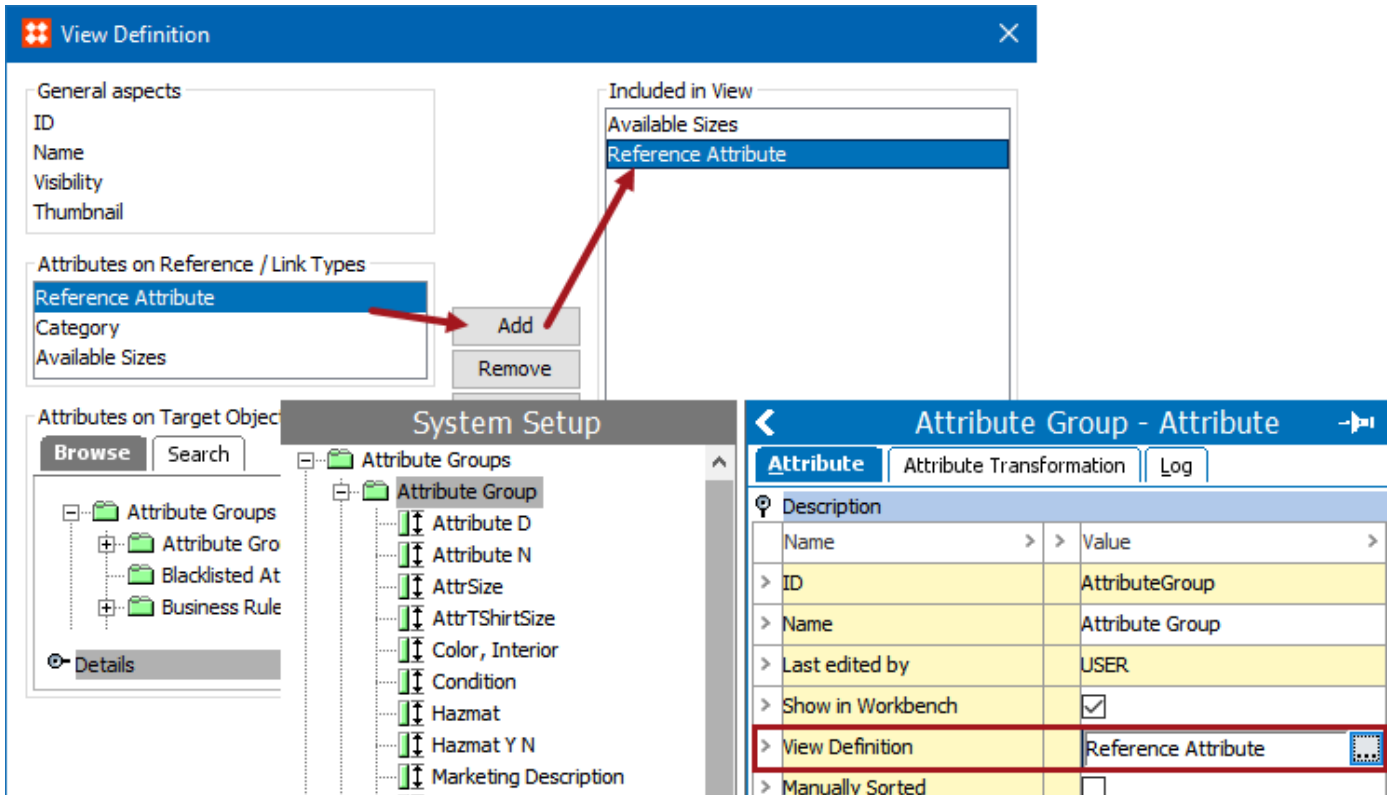 View Definition
General aspects
ID
Name
Visibility
Thumbnail
Attributes on Reference / Link Types
Reference Attribute
Category
Available Sizes
Add
Remove
Included in View
Available Sizes
Reference Attribute
Attributes on Target Objec
Browse Search
Attribute Groups
Attribute Gro
Blacklisted At
Business Rule
Details
System Setup
Attribute Groups
Attribute Group
Attribute D
Attribute N
AttrSize
AttrTShirtSize
Color, Interior
Condition
Hazmat
Hazmat Y N
Marketing Description
Attribute Group - Attribute
Attribute Attribute Transformation Log
Description
Name > > Value >
> ID AttributeGroup
> Name Attribute Group
> Last edited by USER
> Show in Workbench
> View Definition Reference Attribute ...
> Manually Sorted